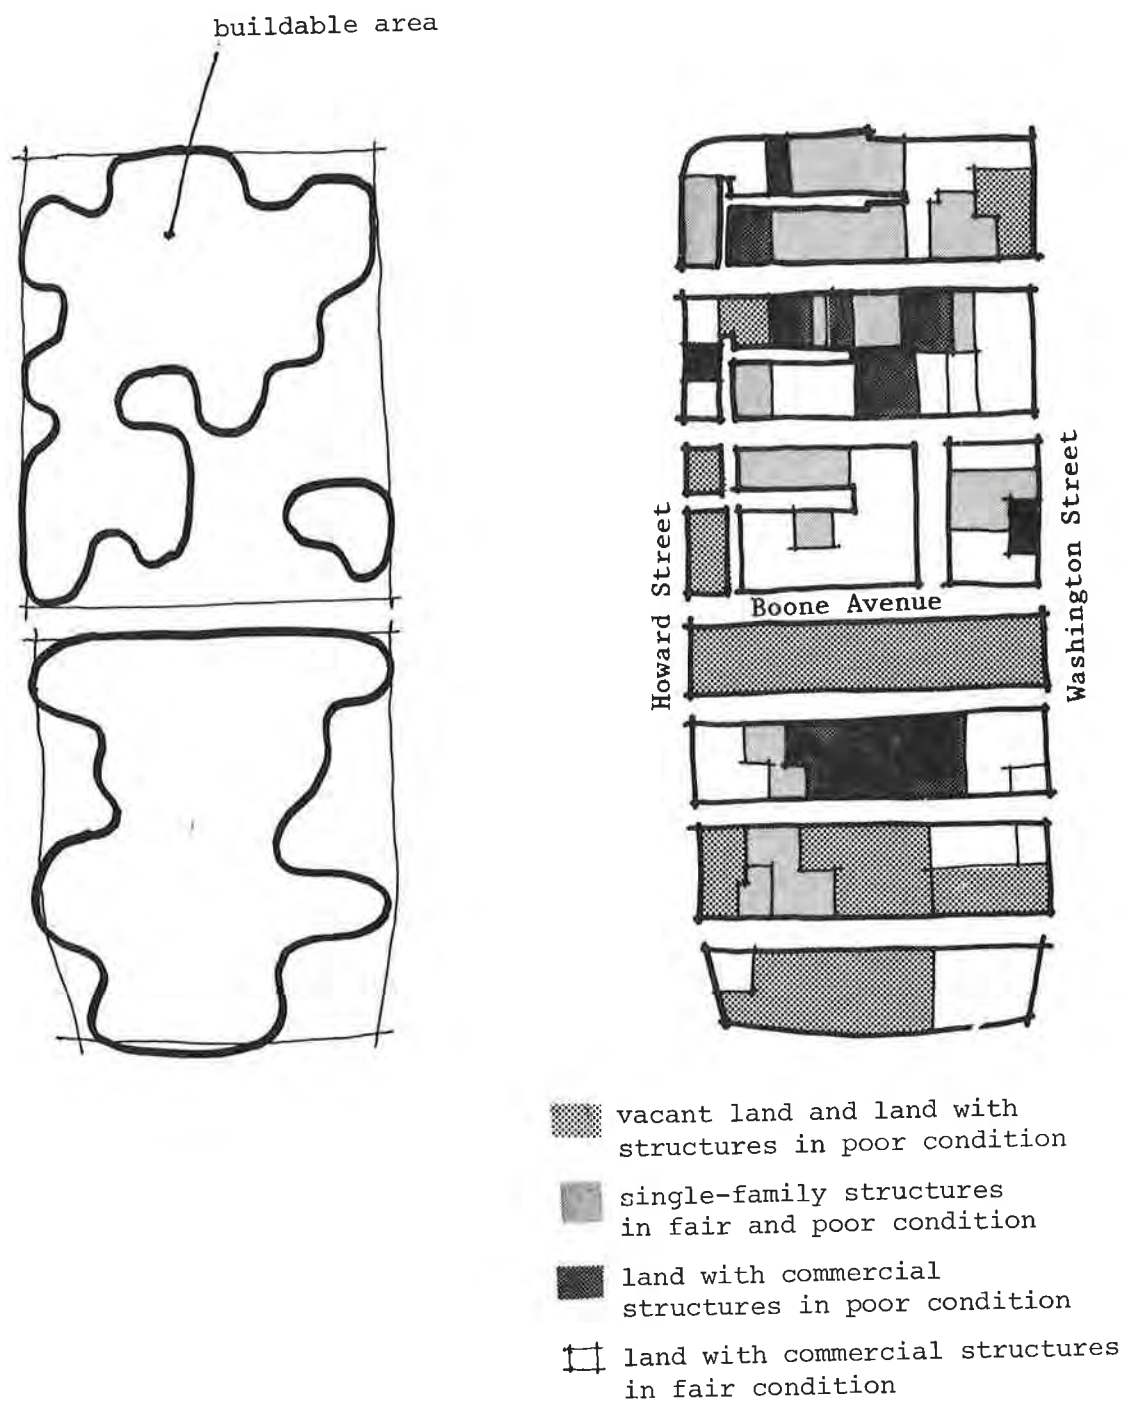 buildable area
Howard Street
Boone Avenue
Washington Street
vacant land and land with
structures in poor condition
single-family structures
in fair and poor condition
land with commercial
structures in poor condition
land with commercial structures
in fair condition